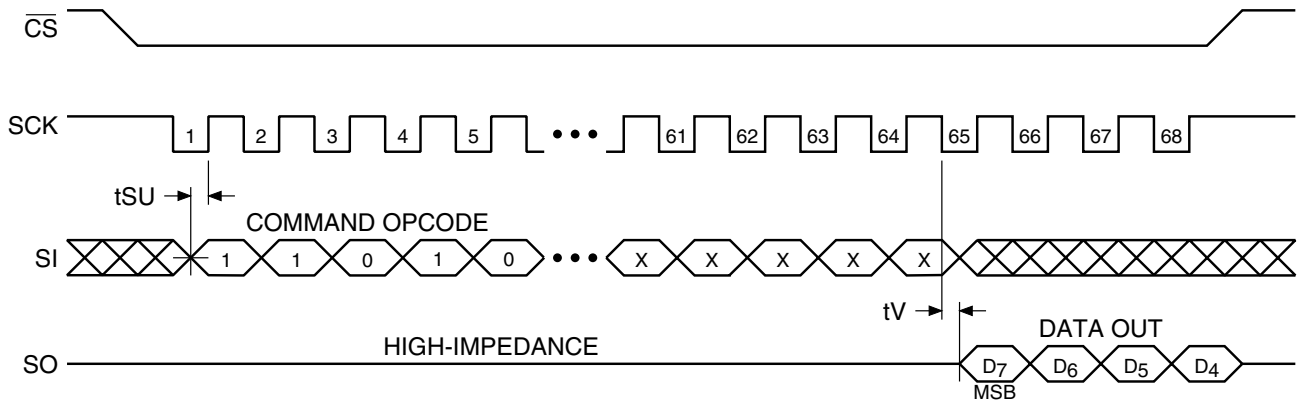 CS
SCK 1 2 3 4 5 ••• 61 62 63 64 65 66 67 68
tSU
COMMAND OPCODE
SI 1 1 0 1 0 ••• X X X X X
tV
DATA OUT
HIGH-IMPEDANCE
SO D7 D6 D5 D4
MSB